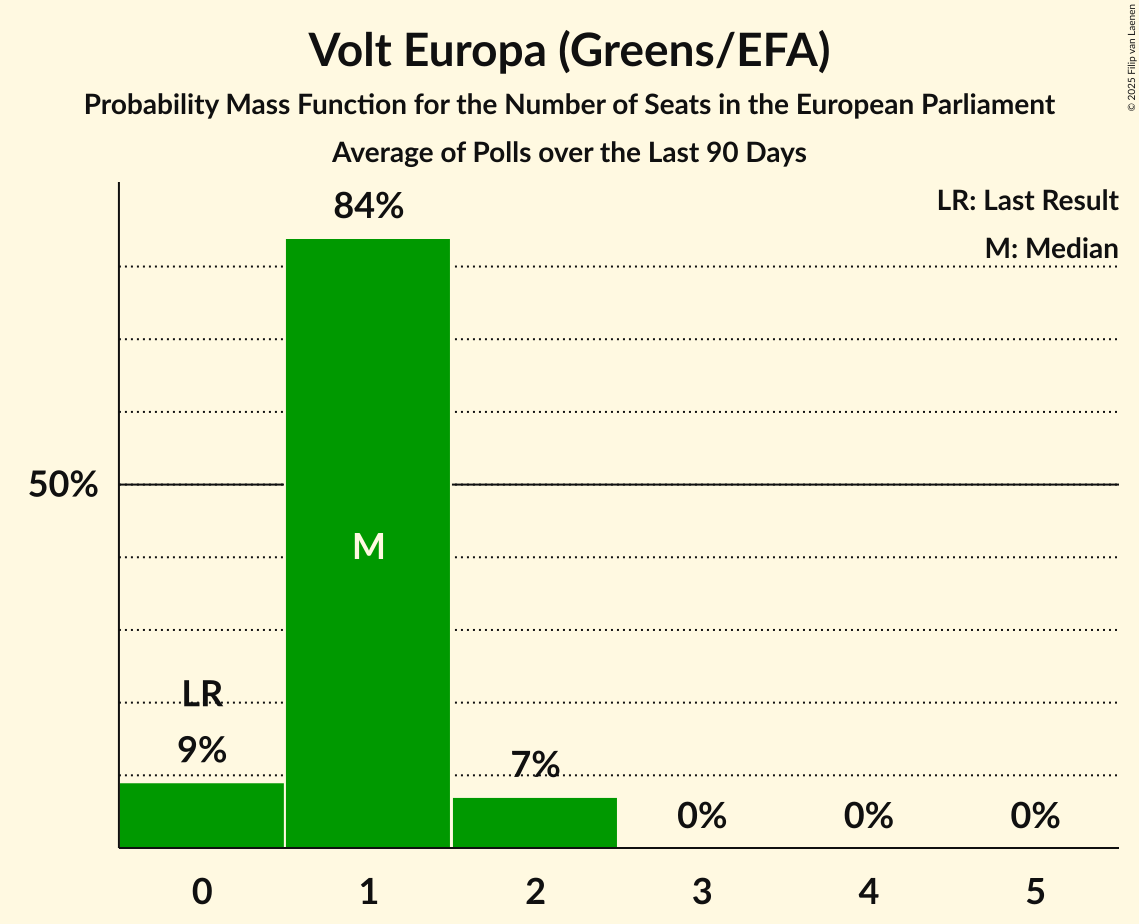 Volt Europa (Greens/EFA)
Probability Mass Function for the Number of Seats in the European Parliament
Average of Polls over the Last 90 Days
© 2025 Filip van Laenen
LR: Last Result
M: Median
84%
50%
M
LR
9%
7%
0%
0%
0%
0
1
2
3
4
5